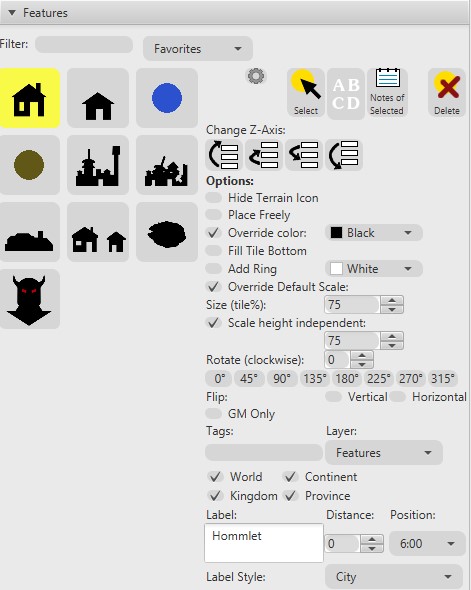 Features
Filter: Favorites
AB
CD
Select
Notes of
Selected
Delete
Change Z-Axis:
Options:
Hide Terrain Icon
Place Freely
Override color: Black
Fill Tile Bottom
Add Ring White
Override Default Scale:
Size (tile%): 75
Scale height independent:
75
Rotate (clockwise): 0
0° 45° 90° 135° 180° 225° 270° 315°
Flip: Vertical Horizontal
GM Only
Tags: Layer:
Features
World Continent
Kingdom Province
Label: Distance: Position:
Hommlet 0 6:00
Label Style: City